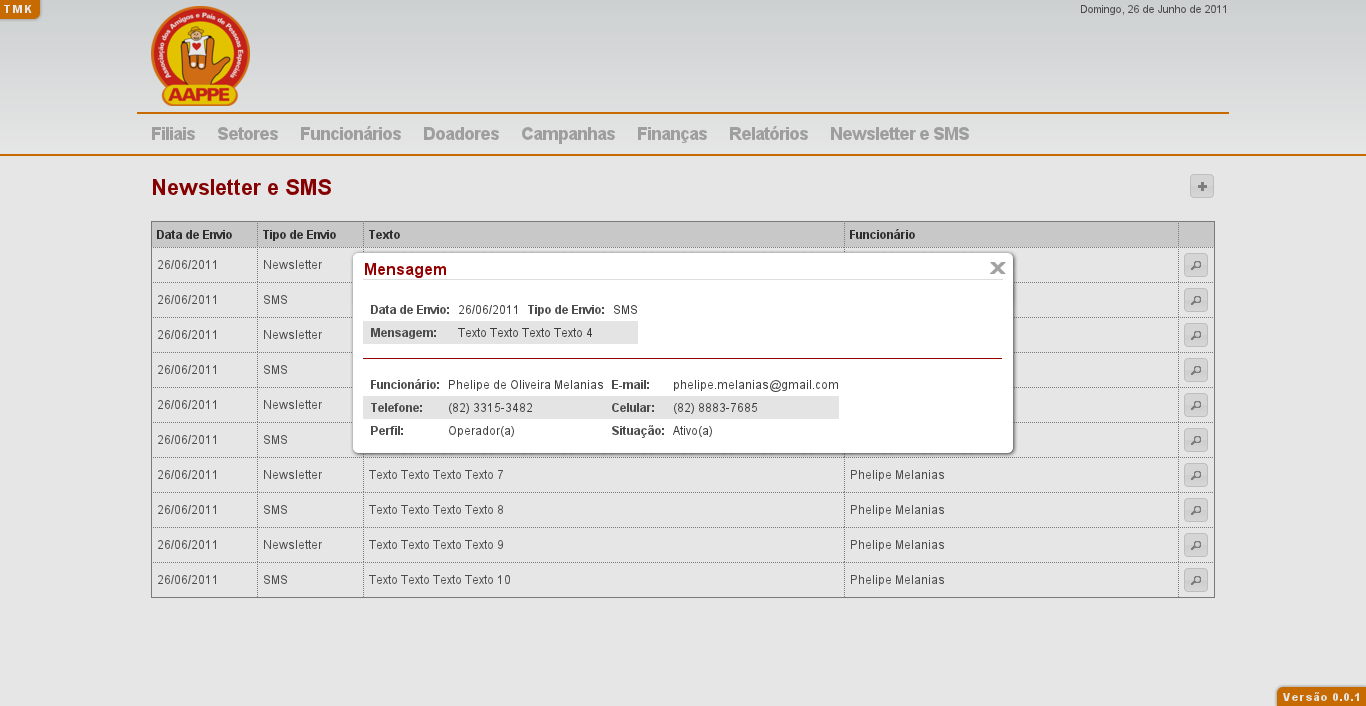 TMK
Domingo, 26 de Junho de 2011
Associação dos Amigos e Pais de Pessoas Especiais
AAPPE
Filiais Setores Funcionários Doadores Campanhas Finanças Relatórios Newsletter e SMS
Newsletter e SMS
Data de Envio Tipo de Envio Texto Funcionário
26/06/2011 Newsletter
26/06/2011 SMS
26/06/2011 Newsletter
26/06/2011 SMS
26/06/2011 Newsletter
26/06/2011 SMS
Mensagem
Data de Envio: 26/06/2011 Tipo de Envio: SMS
Mensagem: Texto Texto Texto Texto 4
Funcionário: Phelipe de Oliveira Melanias E-mail: phelipe.melanias@gmail.com
Telefone: (82) 3315-3482 Celular: (82) 8883-7685
Perfil: Operador(a) Situação: Ativo(a)
26/06/2011 Newsletter Texto Texto Texto Texto 7 Phelipe Melanias
26/06/2011 SMS Texto Texto Texto Texto 8 Phelipe Melanias
26/06/2011 Newsletter Texto Texto Texto Texto 9 Phelipe Melanias
26/06/2011 SMS Texto Texto Texto Texto 10 Phelipe Melanias
Versão 0.0.1